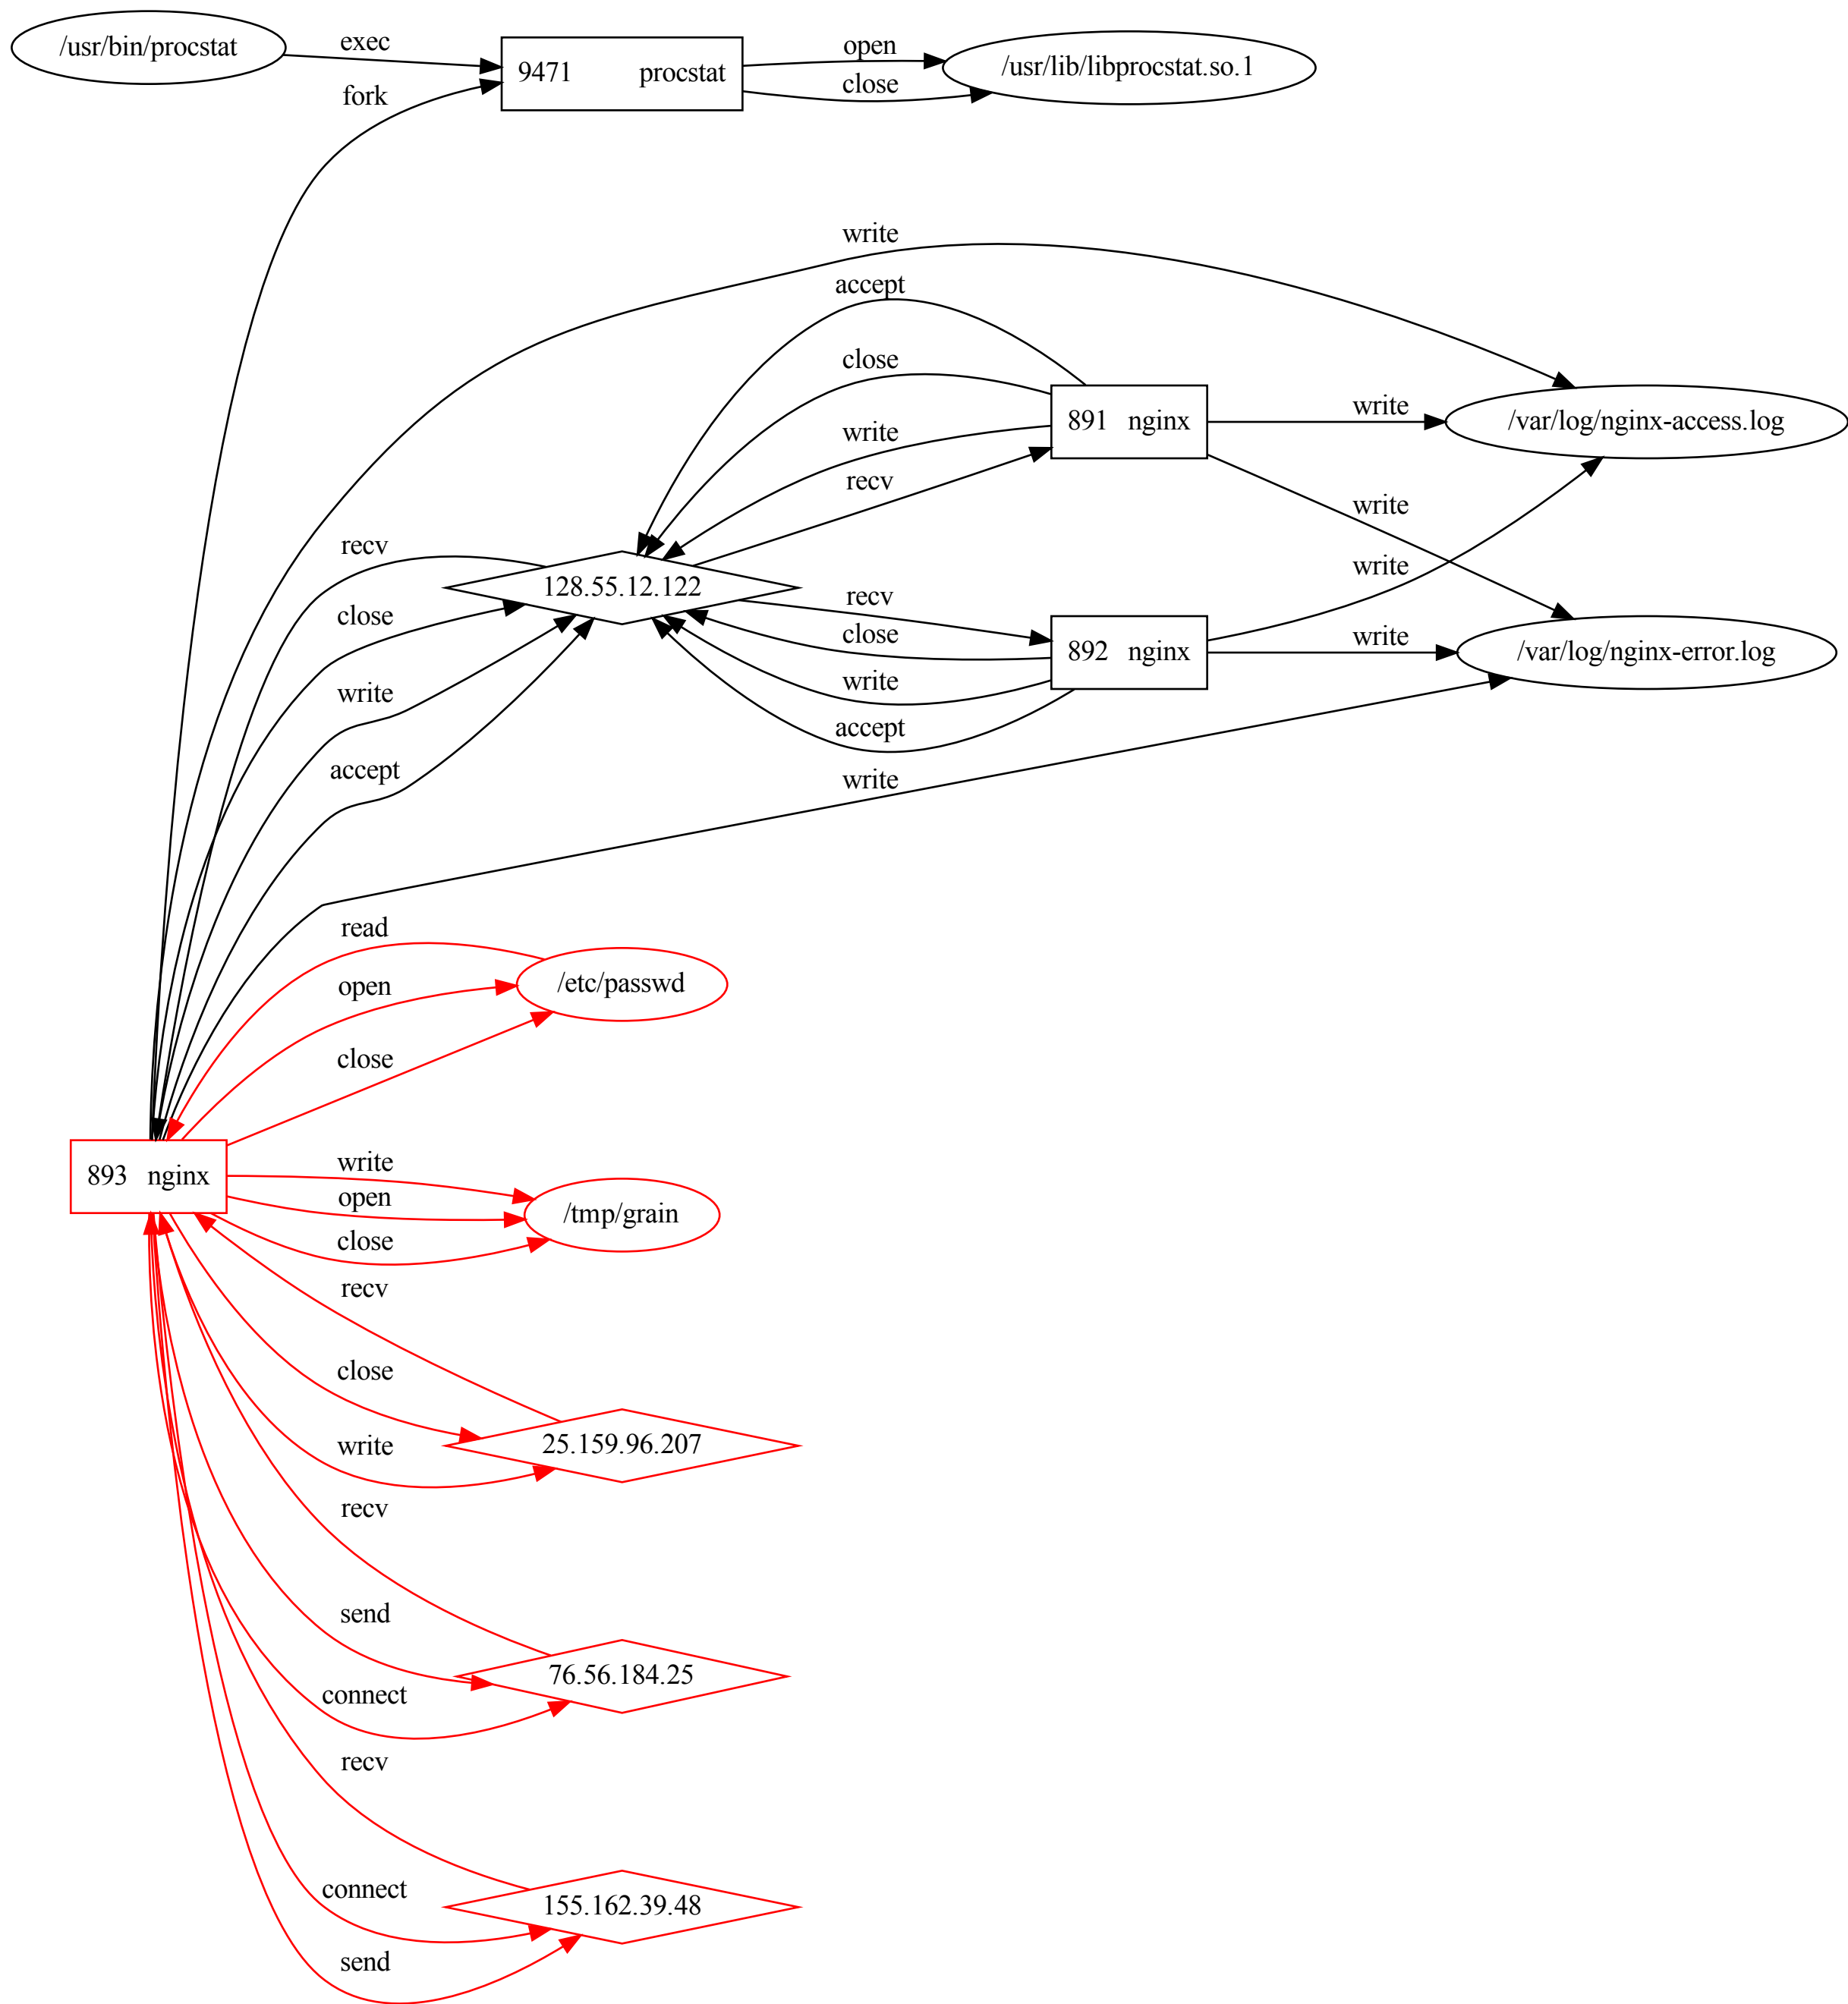 /usr/bin/procstat
exec
9471 procstat
open
/usr/lib/libprocstat.so.1
close
fork
write
accept
close
891 nginx
write
/var/log/nginx-access.log
write
recv
write
recv
128.55.12.122
write
recv
close
close
892 nginx
write
/var/log/nginx-error.log
write
write
accept
accept
write
read
open
/etc/passwd
close
893 nginx
write
open
/tmp/grain
close
recv
close
25.159.96.207
write
recv
send
76.56.184.25
connect
recv
connect
155.162.39.48
send